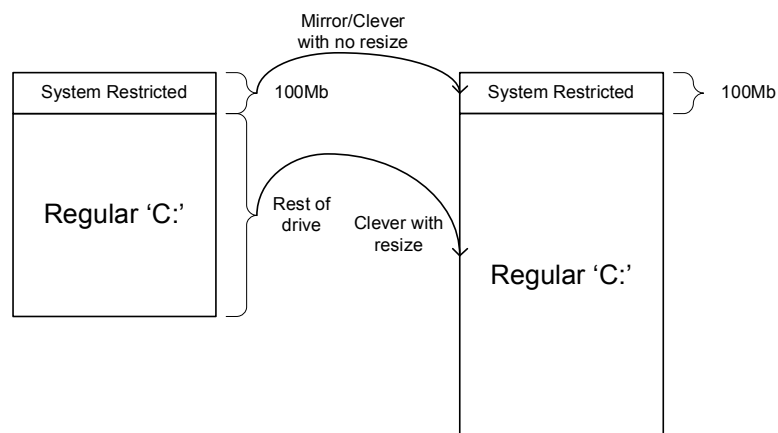 Mirror/Clever
with no resize
System Restricted
100Mb
System Restricted
100Mb
Regular ‘C:’
Rest of
drive
Clever with
resize
Regular ‘C:’